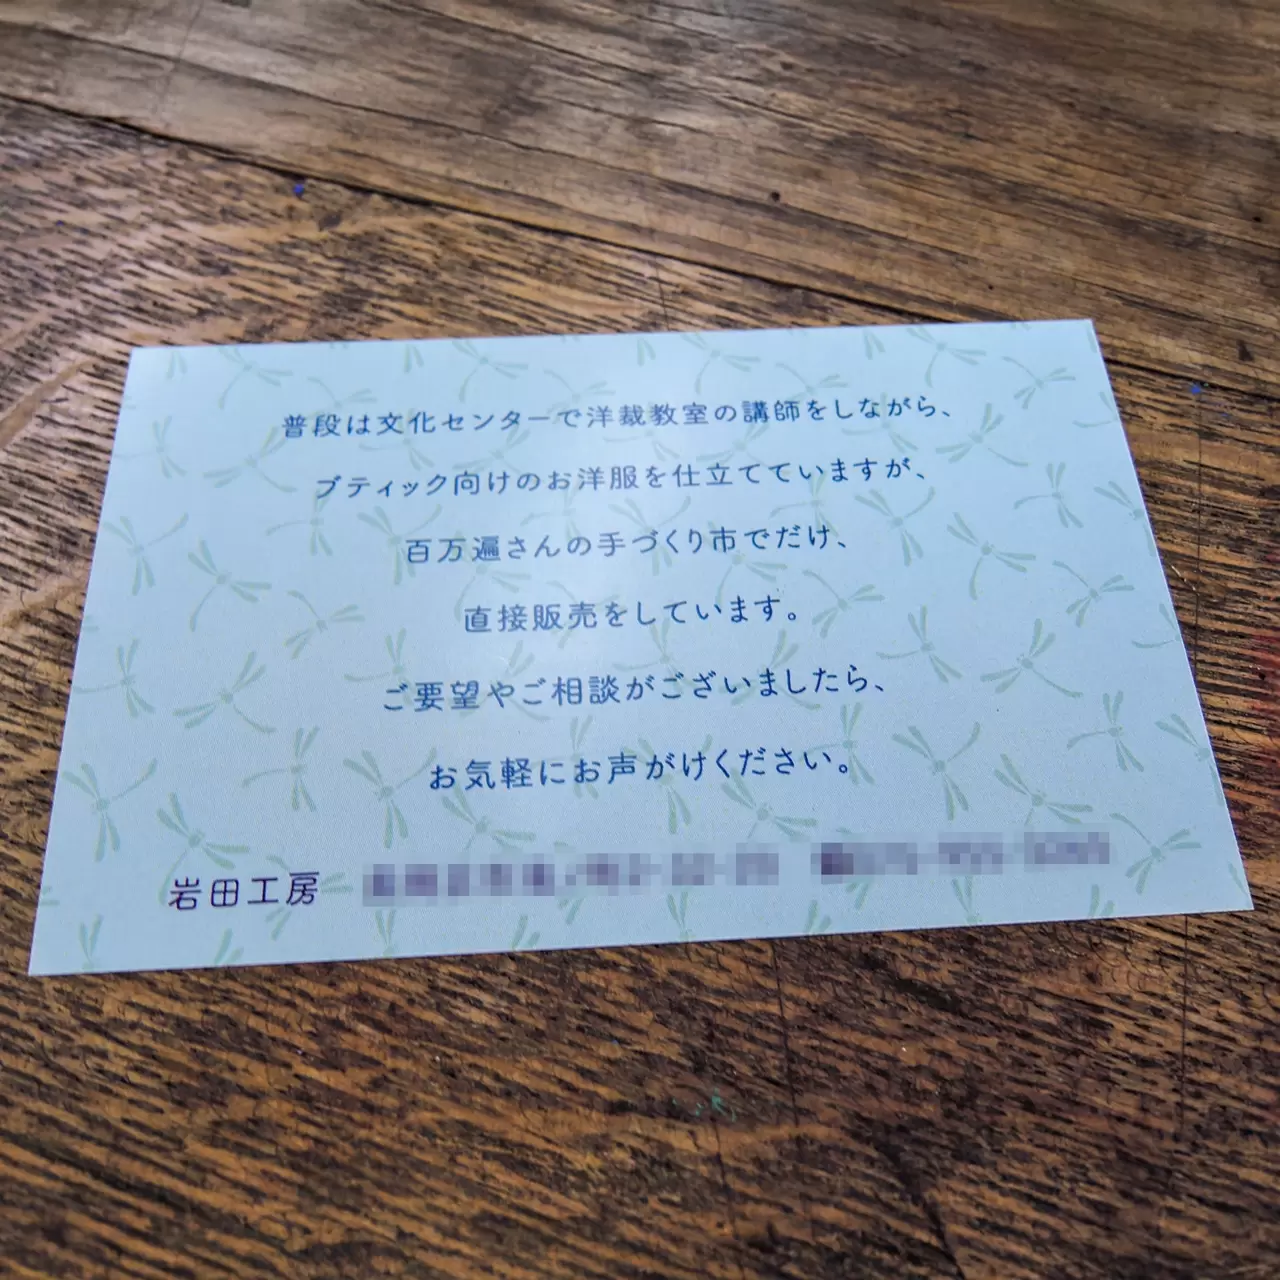 普段は文化センターで洋裁教室の講師をしながら、
ブティック向けのお洋服を仕立てていますが、
百万遍さんの手づくり市でだけ、
直接販売をしています。
ご要望やご相談がございましたら、
お気軽にお声がけください。
岩田工房